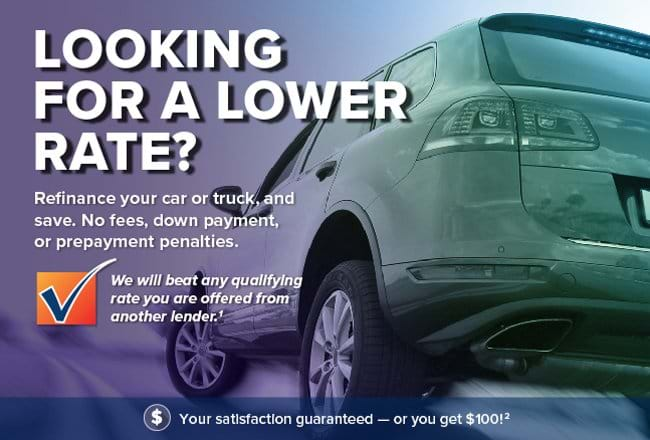 LOOKING
FOR A LOWER
RATE?
Refinance your car or truck, and
save. No fees, down payment,
or prepayment penalties.
We will beat any qualifying
rate you are offered from
another lender.¹
$ Your satisfaction guaranteed — or you get $100!²